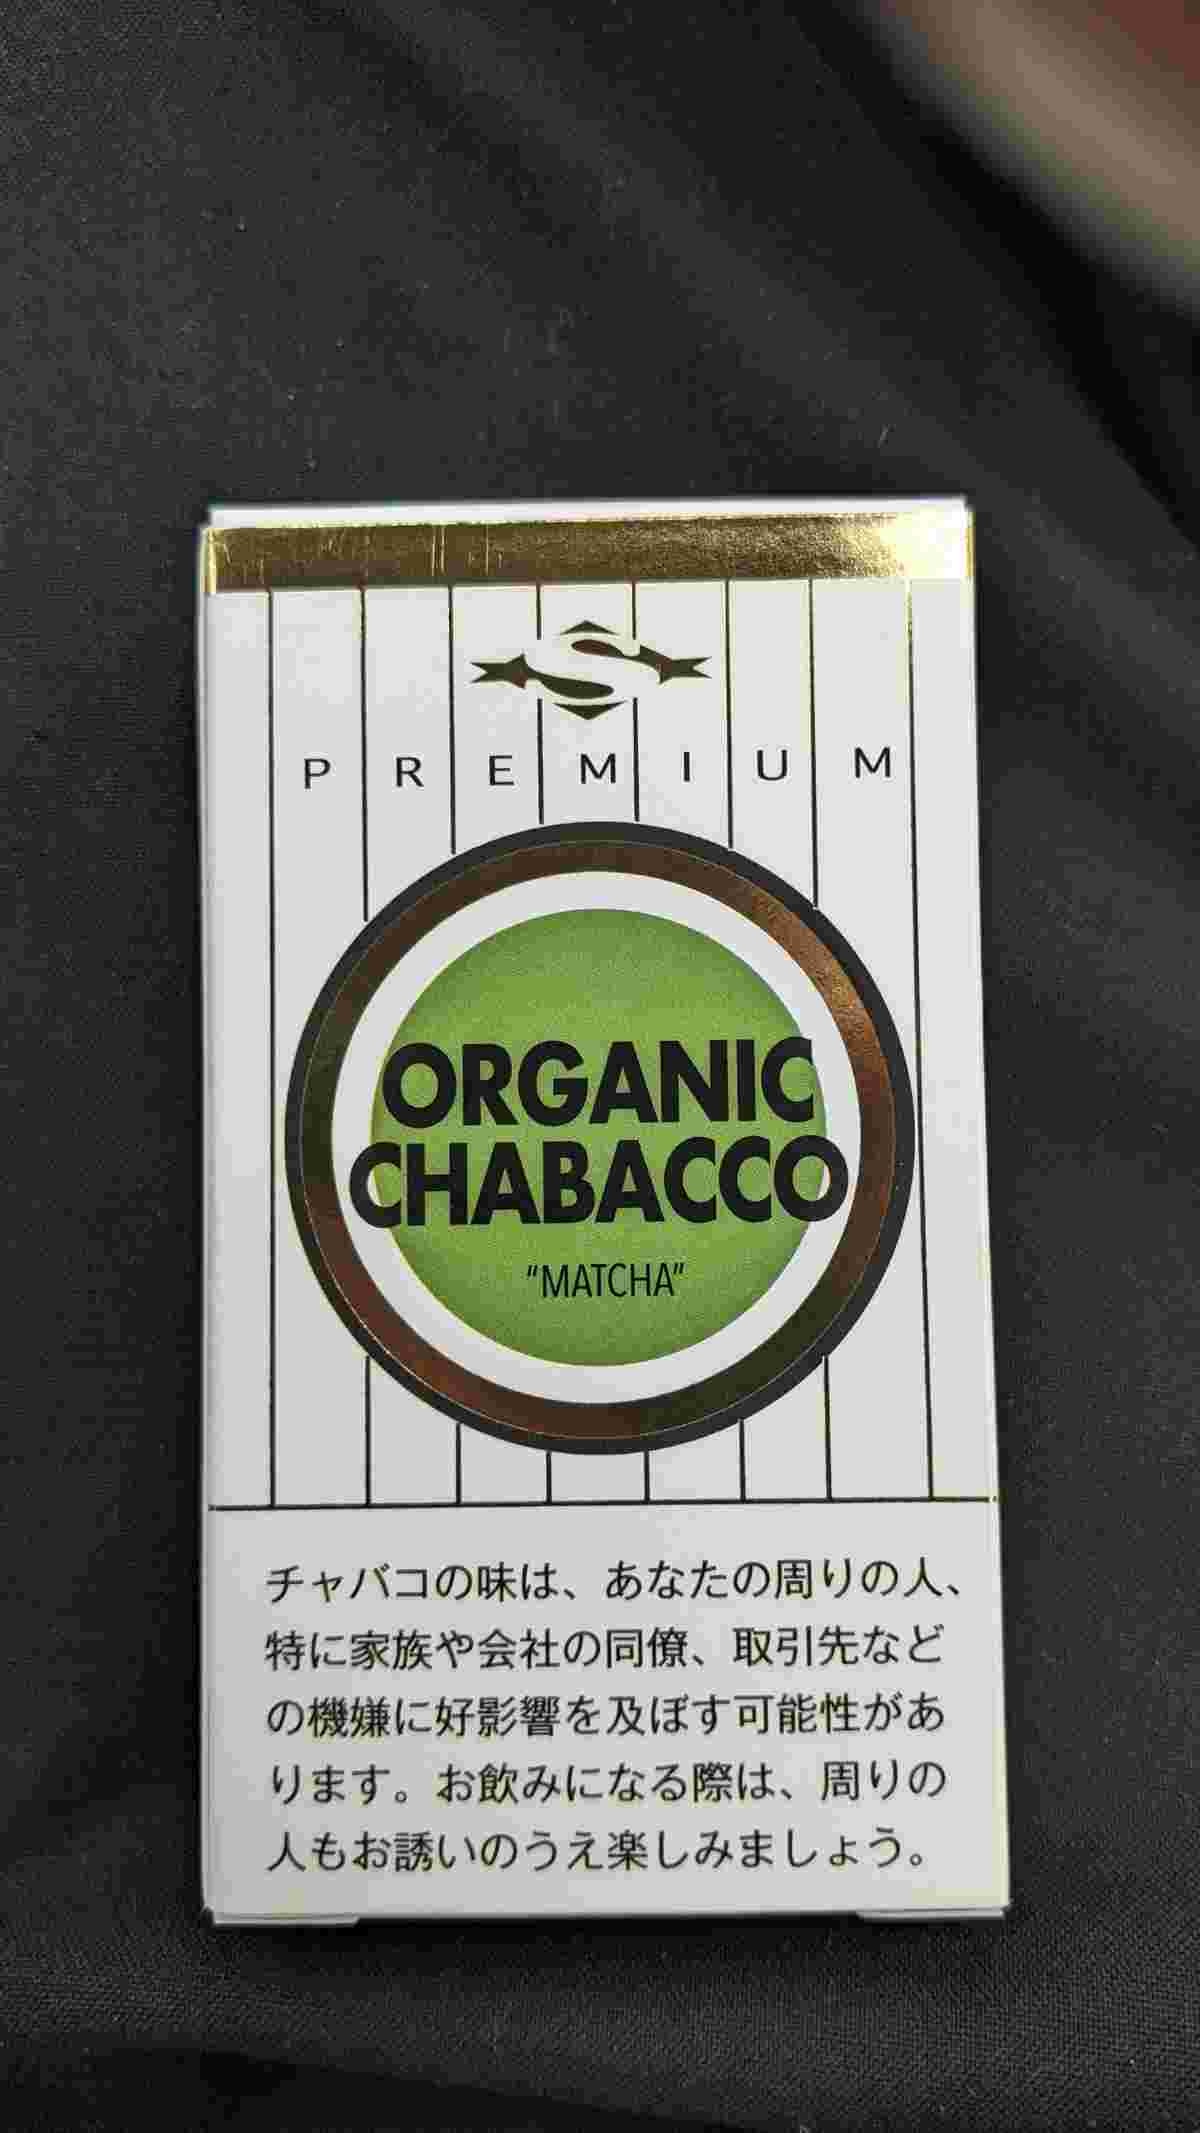 PREMIUM
ORGANIC
CHABACCO
“MATCHA”
チャバコの味は、あなたの周りの人、
特に家族や会社の同僚、取引先など
の機嫌に好影響を及ぼす可能性があ
ります。お飲みになる際は、周りの
人もお誘いのうえ楽しみましょう。